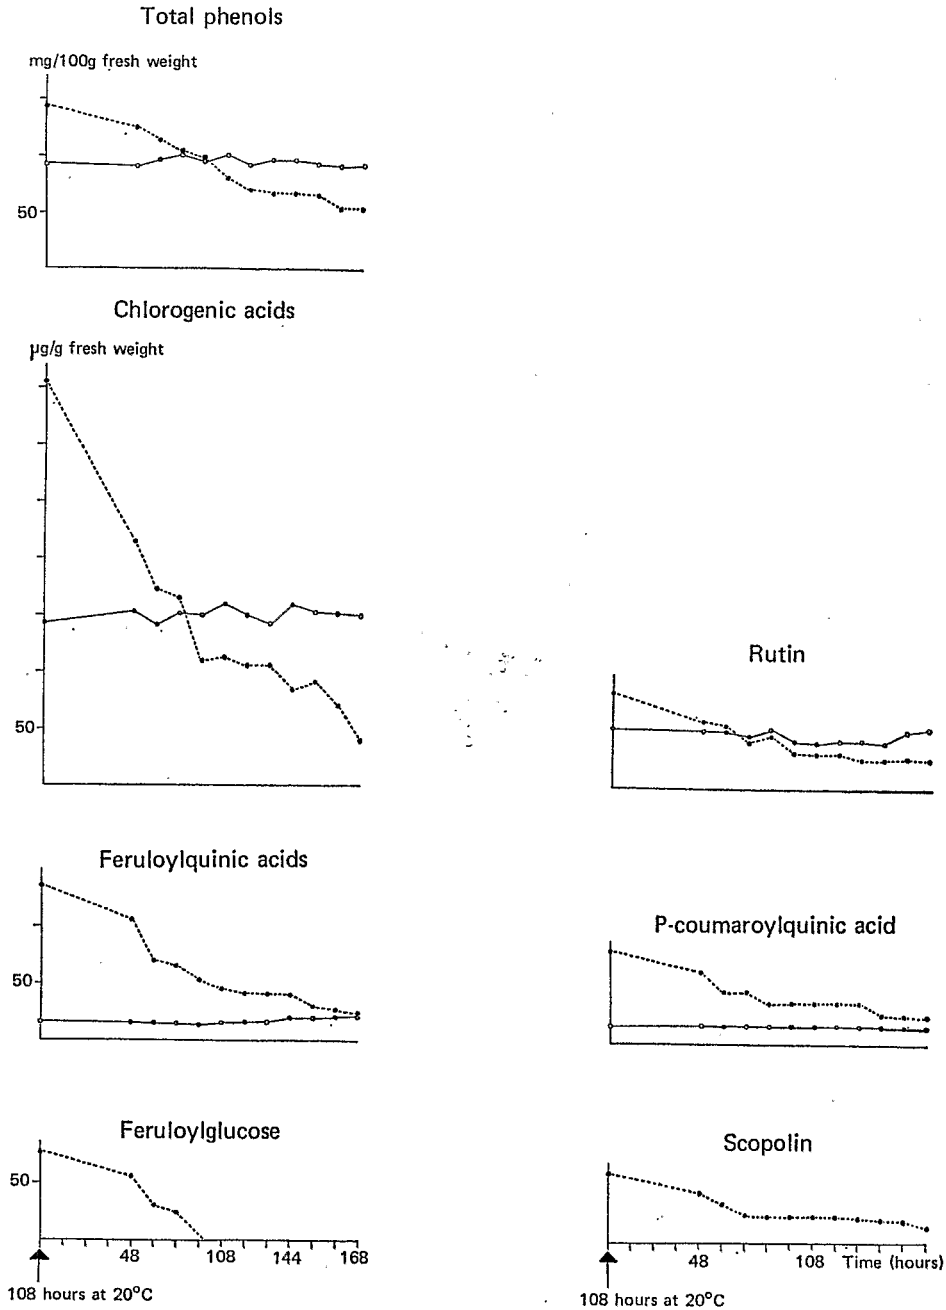 Total phenols
mg/100g fresh weight
50
Chlorogenic acids
µg/g fresh weight
50
Rutin
Feruloylquinic acids
50
P-coumaroylquinic acid
Feruloylglucose
50
48 108 144 168
108 hours at 20°C
Scopolin
48 108 Time (hours)
108 hours at 20°C